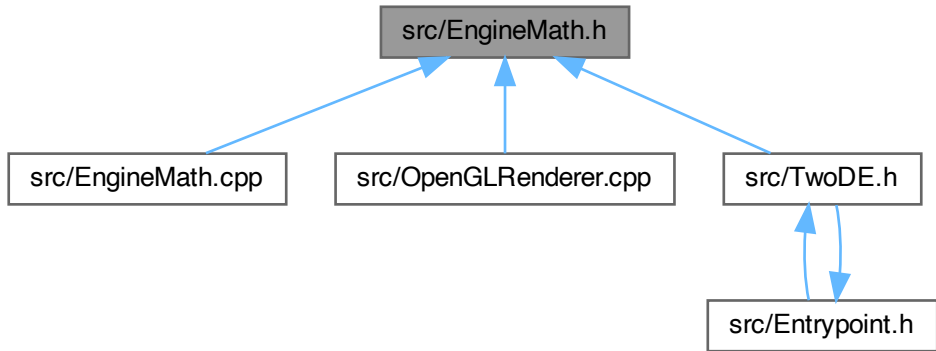 src/EngineMath.h
src/EngineMath.cpp
src/OpenGLRenderer.cpp
src/TwoDE.h
src/Entrypoint.h